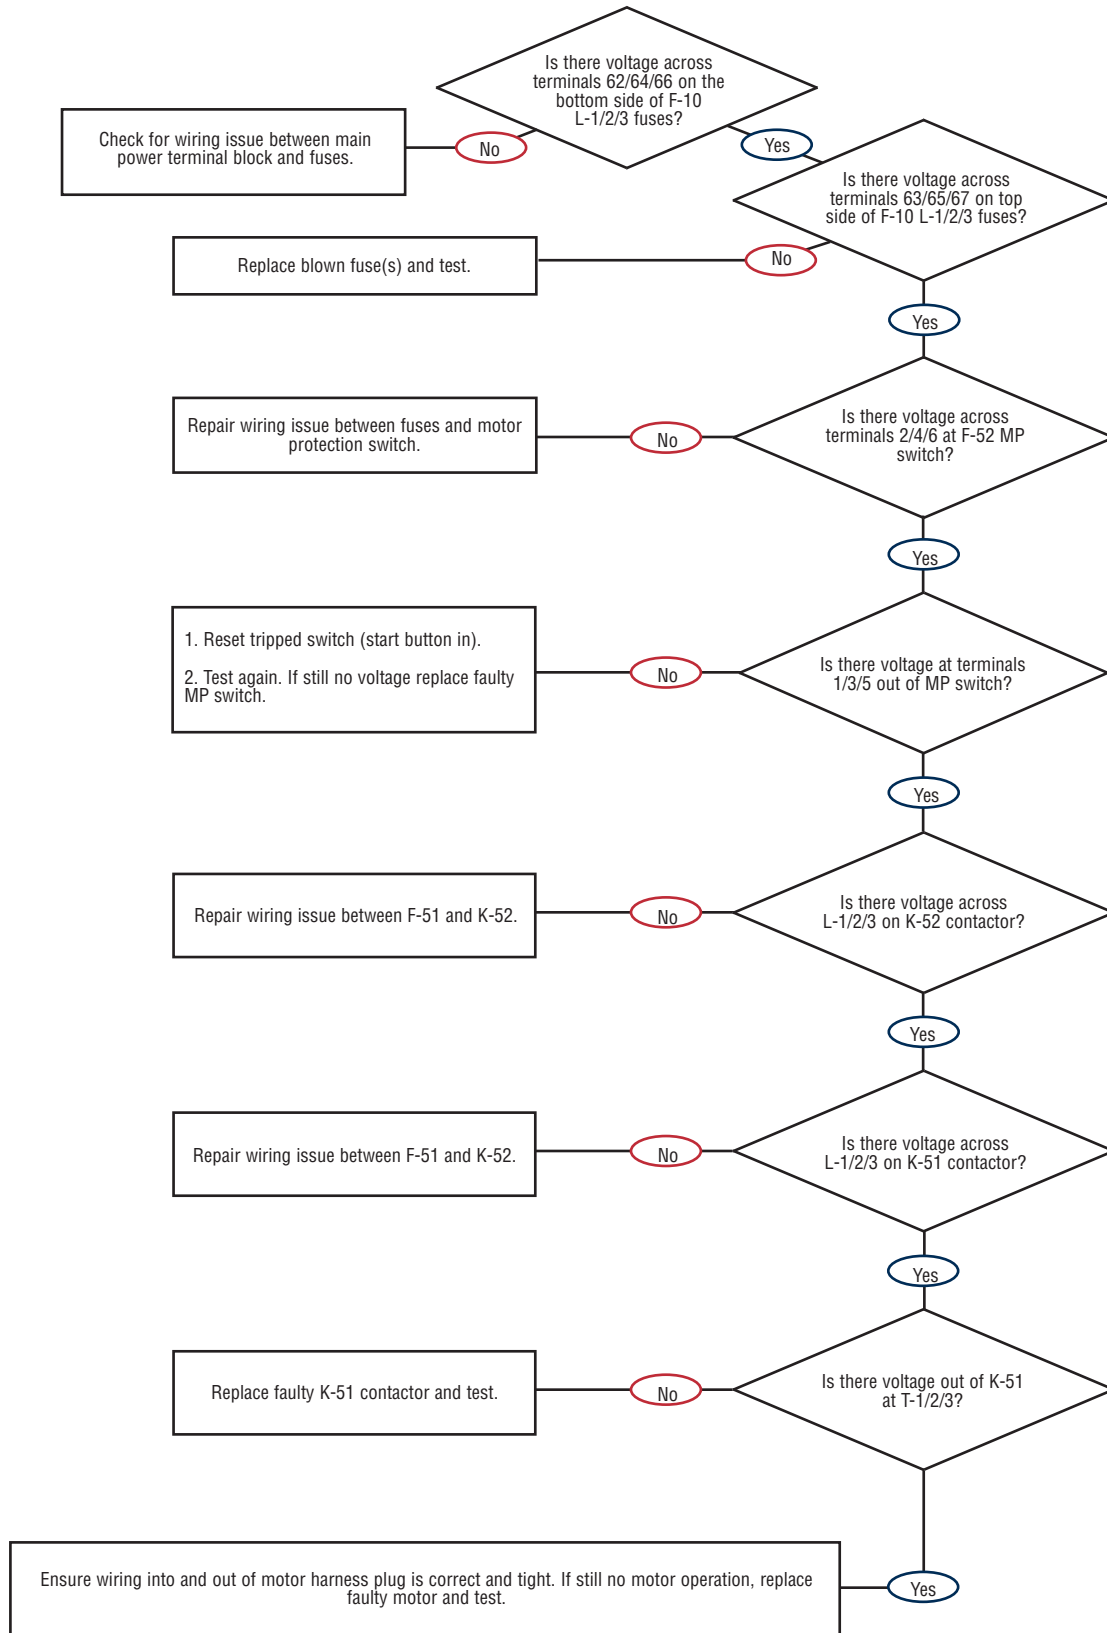 Is there voltage across
terminals 62/64/66 on the
bottom side of F-10
L-1/2/3 fuses?
Check for wiring issue between main
power terminal block and fuses.
No
Yes
Is there voltage across
terminals 63/65/67 on top
side of F-10 L-1/2/3 fuses?
Replace blown fuse(s) and test.
No
Yes
Is there voltage across
terminals 2/4/6 at F-52 MP
switch?
Repair wiring issue between fuses and motor
protection switch.
No
Yes
1. Reset tripped switch (start button in).
2. Test again. If still no voltage replace faulty
MP switch.
No
Is there voltage at terminals
1/3/5 out of MP switch?
Yes
Repair wiring issue between F-51 and K-52.
No
Is there voltage across
L-1/2/3 on K-52 contactor?
Yes
Repair wiring issue between F-51 and K-52.
No
Is there voltage across
L-1/2/3 on K-51 contactor?
Yes
Replace faulty K-51 contactor and test.
No
Is there voltage out of K-51
at T-1/2/3?
Ensure wiring into and out of motor harness plug is correct and tight. If still no motor operation, replace
faulty motor and test.
Yes